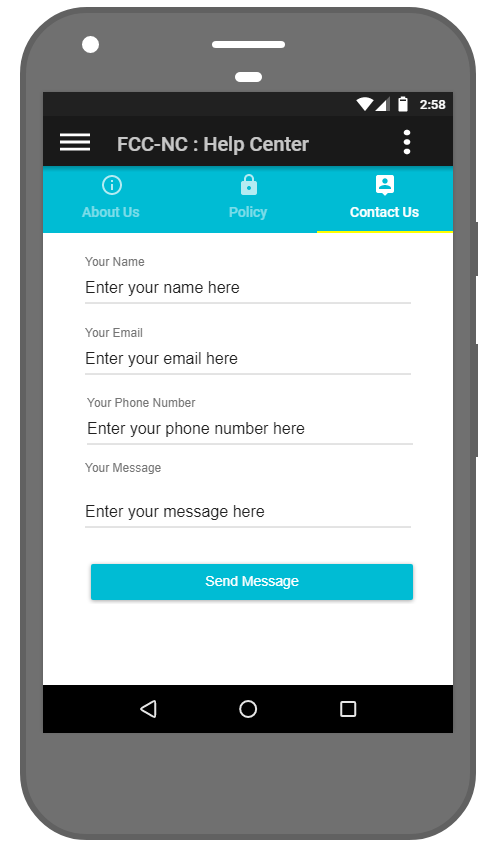 2:58
FCC-NC : Help Center
About Us
Policy
Contact Us
Your Name
Enter your name here
Your Email
Enter your email here
Your Phone Number
Enter your phone number here
Your Message
Enter your message here
Send Message